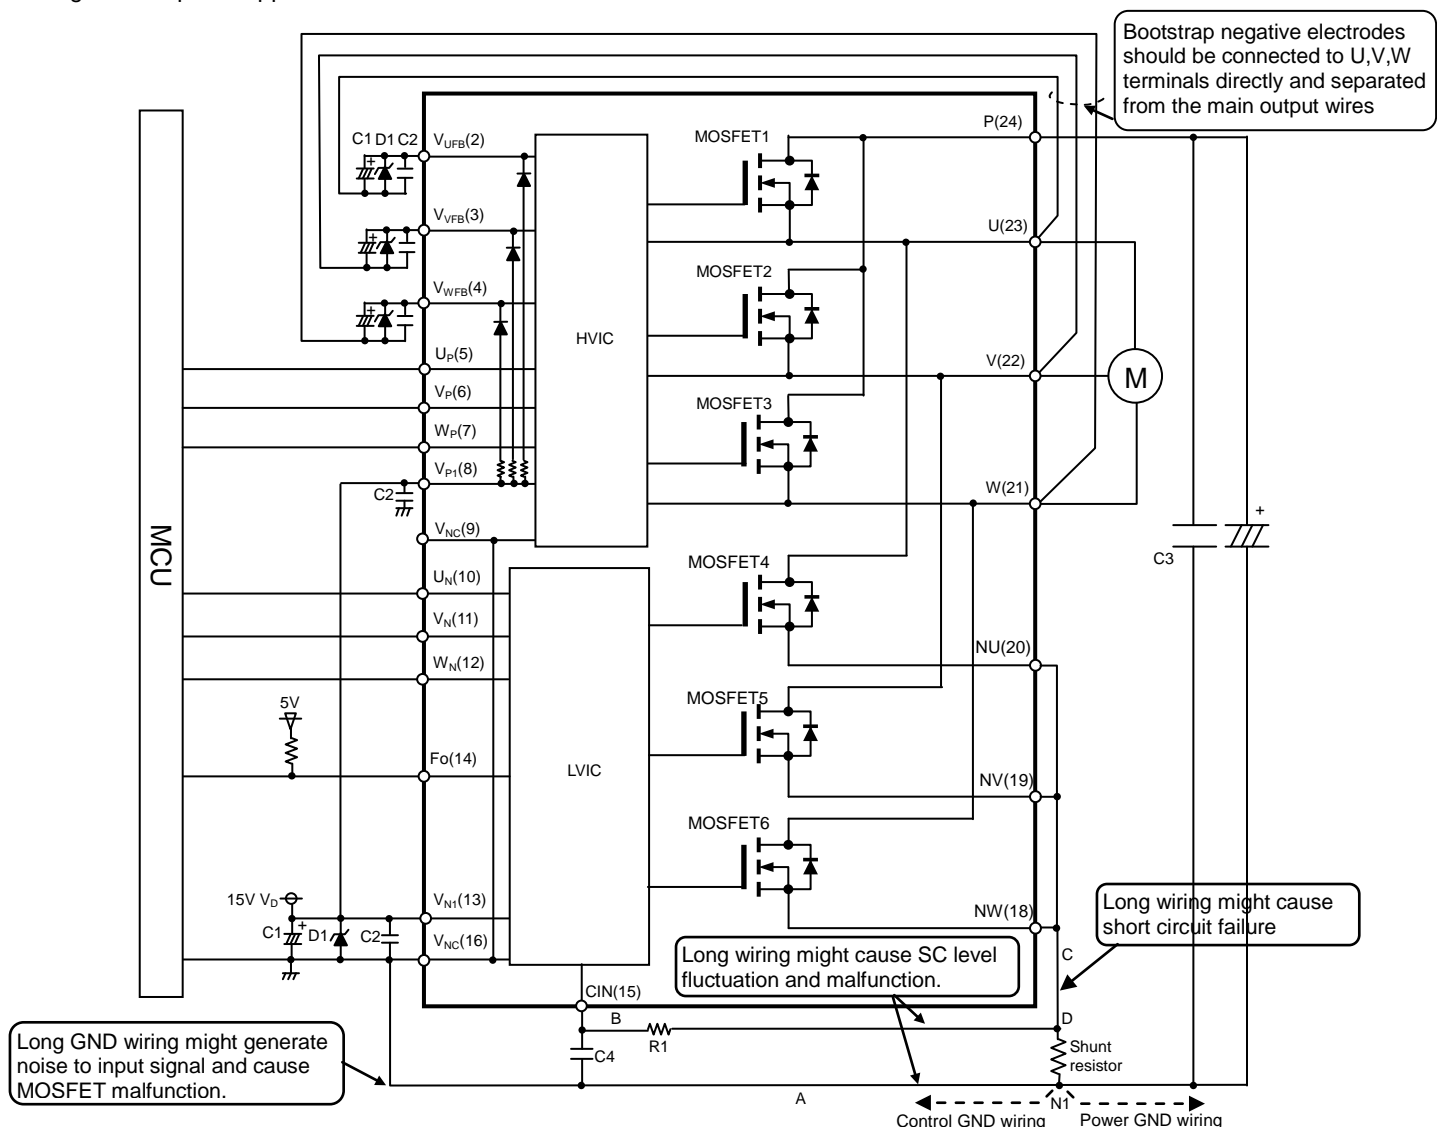 Bootstrap negative electrodes
should be connected to U,V,W
terminals directly and separated
from the main output wires
C1 D1 C2
+
VUFB(2)
MOSFET1
P(24)
+
VVFB(3)
U(23)
MOSFET2
+
VWFB(4)
HVIC
UP(5)
V(22)
M
VP(6)
MOSFET3
WP(7)
VP1(8)
C2
W(21)
+
C3
MCU
VNC(9)
MOSFET4
UN(10)
VN(11)
NU(20)
WN(12)
5V
MOSFET5
Fo(14)
LVIC
NV(19)
MOSFET6
15V VD
VN1(13)
NW(18)
Long wiring might cause
short circuit failure
C1
+
D1
C2
VNC(16)
Long wiring might cause SC level
fluctuation and malfunction.
C
CIN(15)
B
D
R1
C4
Shunt
resistor
Long GND wiring might generate
noise to input signal and cause
MOSFET malfunction.
A
N1
Control GND wiring
Power GND wiring